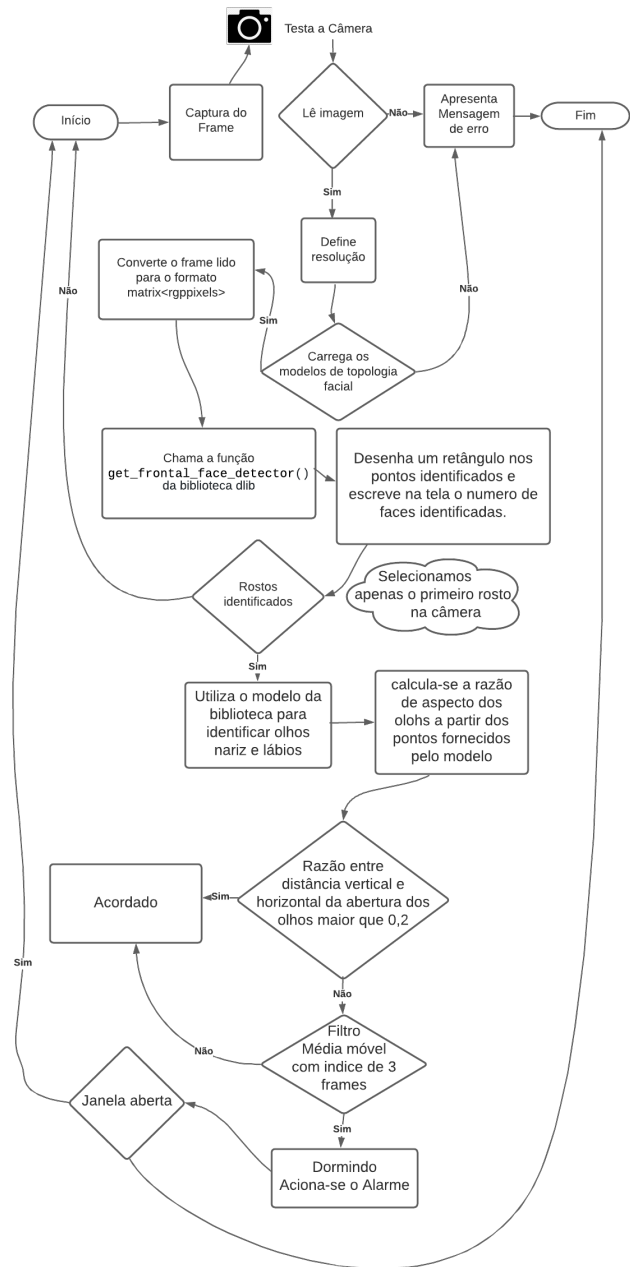 Testa a Câmera
Início
Captura do
Frame
Lê imagem
Não
Apresenta
Mensagem
de erro
Fim
Sim
Define
resolução
Converte o frame lido
para o formato
matrix<rgppixels>
Não
Sim
Não
Carrega os
modelos de topologia
facial
Chama a função
get_frontal_face_detector()
da biblioteca dlib
Desenha um retângulo nos
pontos identificados e
escreve na tela o numero de
faces identificadas.
Rostos
identificados
Selecionamos
apenas o primeiro rosto
na câmera
Sim
Utiliza o modelo da
biblioteca para
identificar olhos
nariz e lábios
calcula-se a razão
de aspecto dos
olohs a partir dos
pontos fornecidos
pelo modelo
Razão entre
distância vertical e
horizontal da abertura dos
olhos maior que 0,2
Sim
Acordado
Não
Sim
Filtro
Média móvel
com indice de 3
frames
Não
Janela aberta
Sim
Dormindo
Aciona-se o Alarme